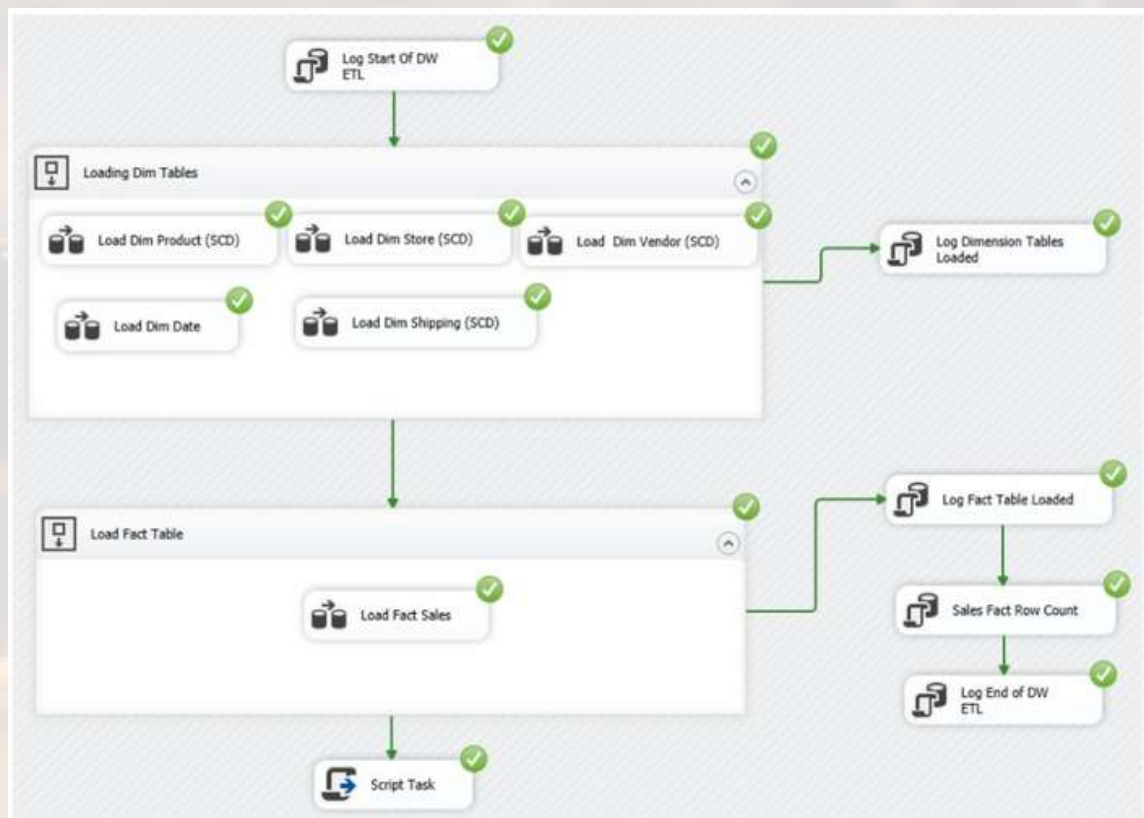 Log Start Of DW
ETL
Loading Dim Tables
Load Dim Product (SCD)
Load Dim Store (SCD)
Load Dim Vendor (SCD)
Load Dim Date
Load Dim Shipping (SCD)
Log Dimension Tables
Loaded
Load Fact Table
Load Fact Sales
Log Fact Table Loaded
Sales Fact Row Count
Log End of DW
ETL
Script Task